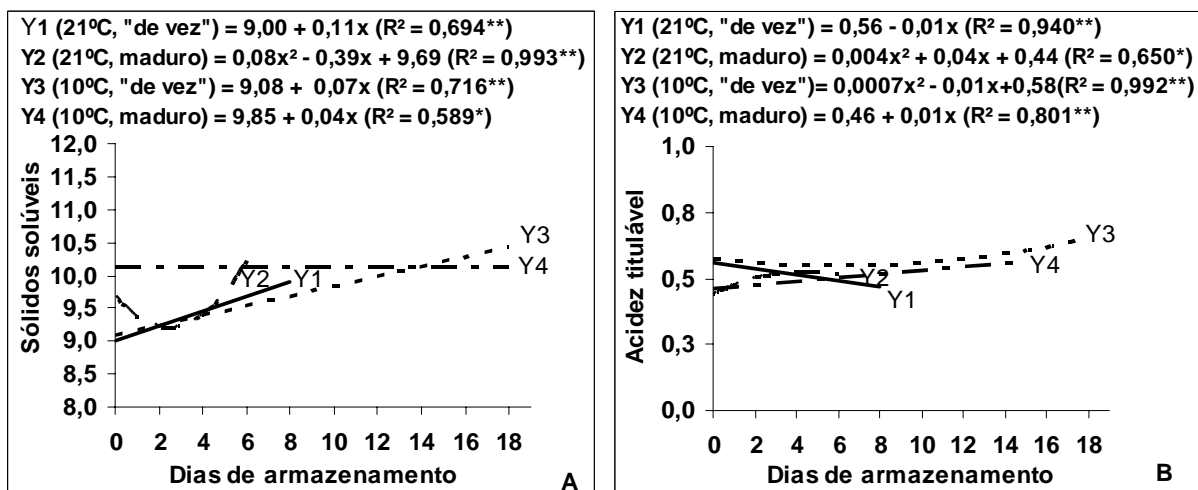 Y1 (21ºC, "de vez") = 9,00 + 0,11x (R² = 0,694**)
Y2 (21ºC, maduro) = 0,08x² - 0,39x + 9,69 (R² = 0,993**)
Y3 (10ºC, "de vez") = 9,08 + 0,07x (R² = 0,716**)
Y4 (10ºC, maduro) = 9,85 + 0,04x (R² = 0,589*)
12,0
11,5
11,0
10,5
10,0
9,5
9,0
8,5
8,0
Sólidos solúveis
Y3
Y4
Y2
Y1
0 2 4 6 8 10 12 14 16 18
Dias de armazenamento
A
Y1 (21ºC, "de vez") = 0,56 - 0,01x (R² = 0,940**)
Y2 (21ºC, maduro) = 0,004x² + 0,04x + 0,44 (R² = 0,650*)
Y3 (10ºC, "de vez")= 0,0007x² - 0,01x+0,58(R² = 0,992**)
Y4 (10ºC, maduro) = 0,46 + 0,01x (R² = 0,801**)
1,0
0,8
0,5
0,3
0,0
Acidez titulável
Y3
Y4
Y2
Y1
0 2 4 6 8 10 12 14 16 18
Dias de armazenamento
B